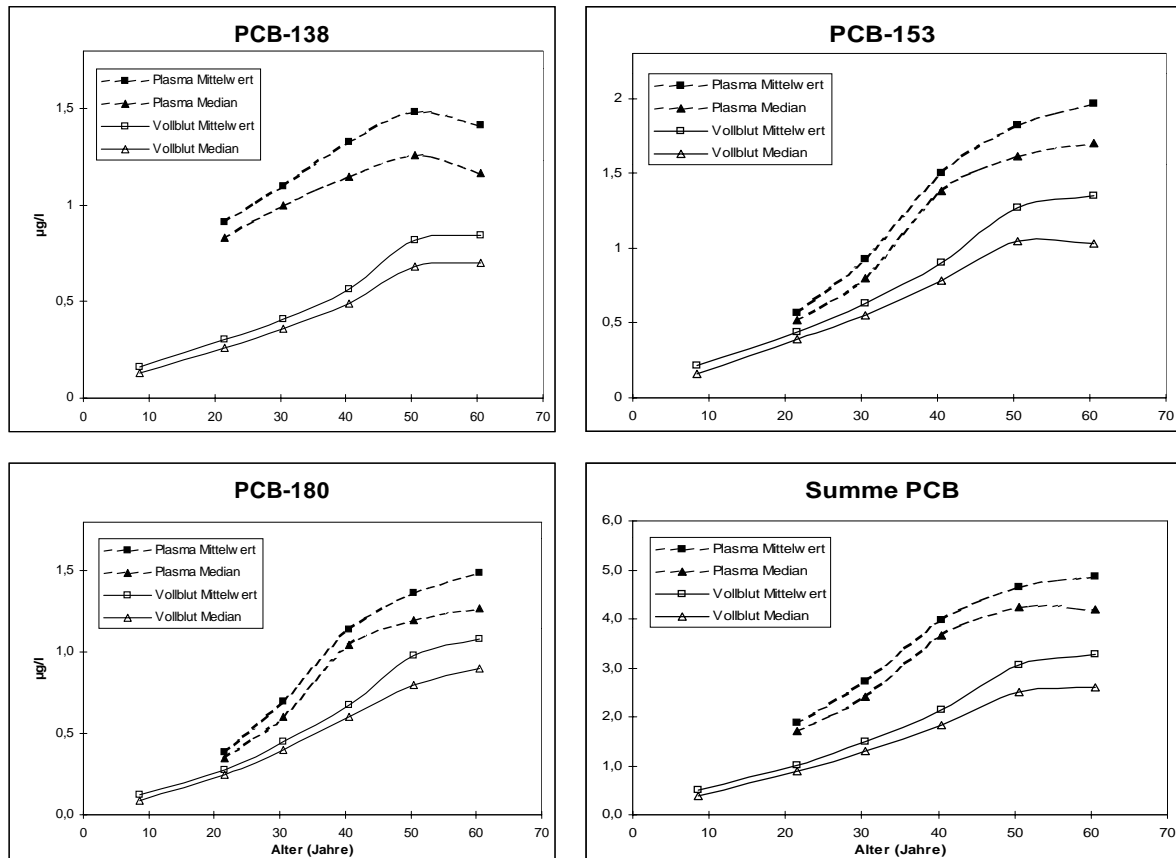 PCB-138
Plasma Mittelwert
Plasma Median
Vollblut Mittelwert
Vollblut Median
1,5
1
0,5
0
µg/l
0 10 20 30 40 50 60 70
PCB-153
Plasma Mittelwert
Plasma Median
Vollblut Mittelwert
Vollblut Median
2
1,5
1
0,5
0
0 10 20 30 40 50 60 70
PCB-180
Plasma Mittelwert
Plasma Median
Vollblut Mittelwert
Vollblut Median
1,5
1,0
0,5
0,0
µg/l
0 10 20 30 40 50 60 70
Alter (Jahre)
Summe PCB
Plasma Mittelwert
Plasma Median
Vollblut Mittelwert
Vollblut Median
6,0
5,0
4,0
3,0
2,0
1,0
0,0
0 10 20 30 40 50 60 70
Alter (Jahre)